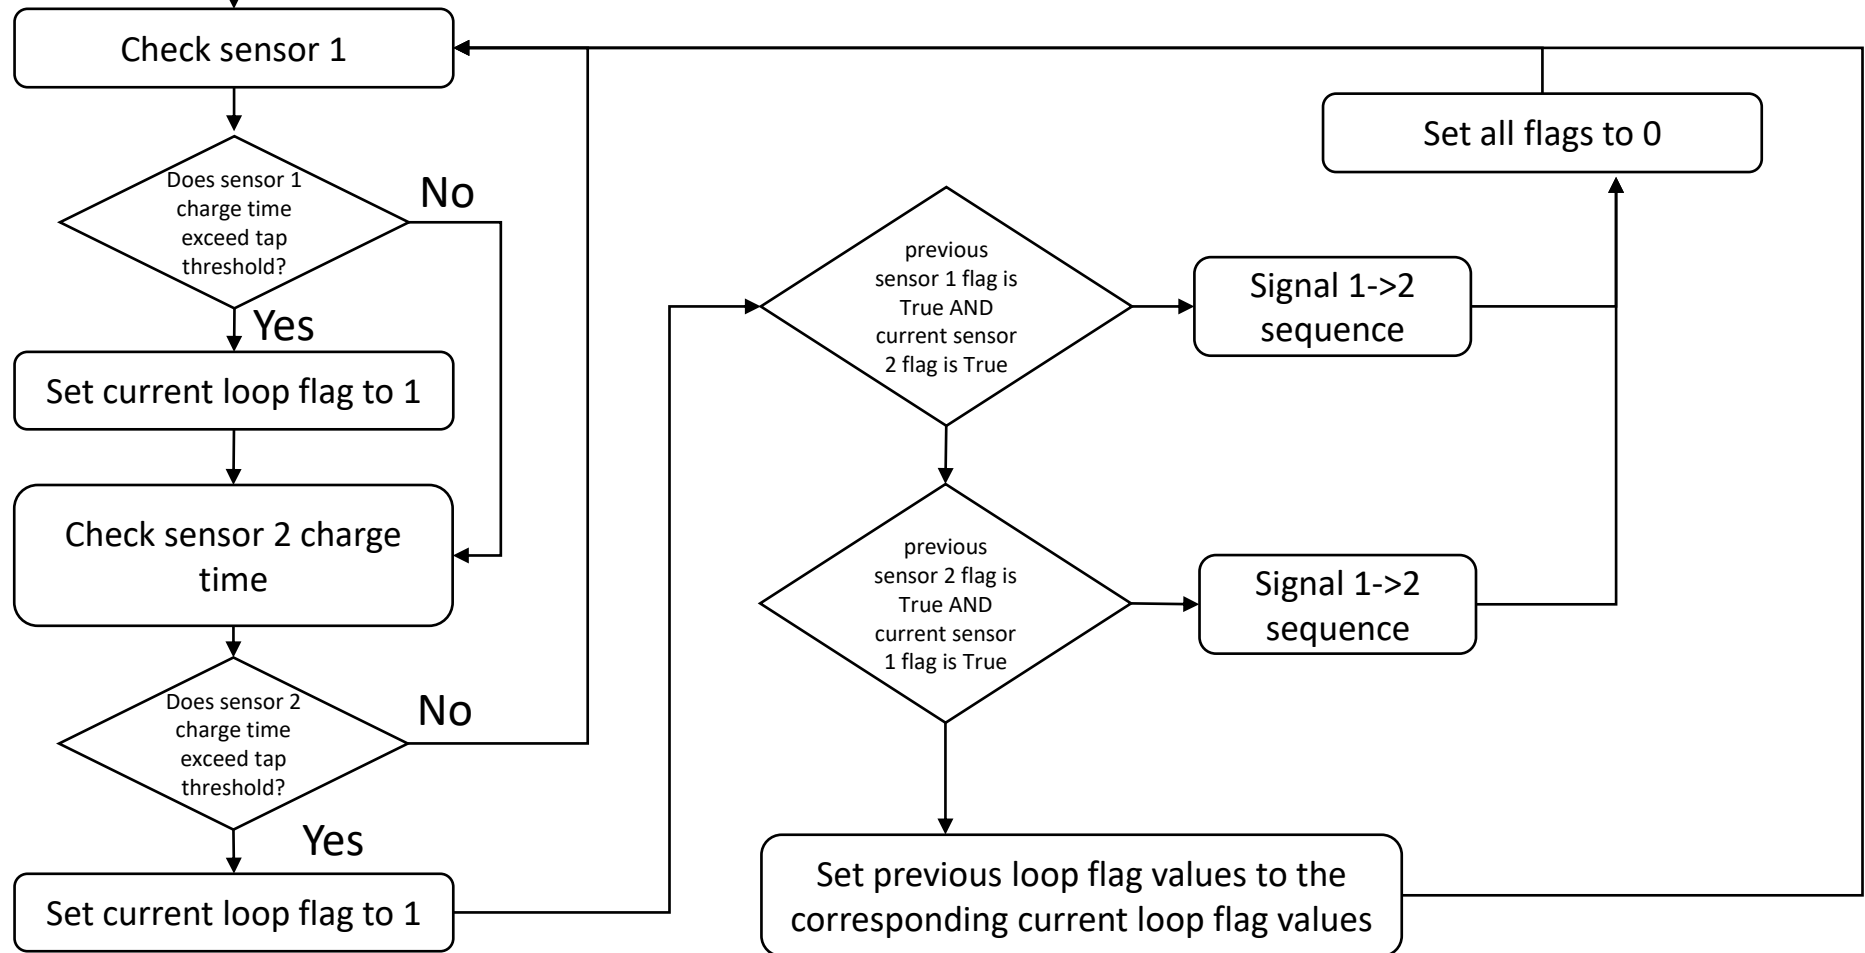 Check sensor 1
Does sensor 1
charge time
exceed tap
threshold?
No
Yes
Set current loop flag to 1
Check sensor 2 charge
time
Does sensor 2
charge time
exceed tap
threshold?
No
Yes
Set current loop flag to 1
previous
sensor 1 flag is
True AND
current sensor
2 flag is True
Signal 1->2
sequence
Set all flags to 0
previous
sensor 2 flag is
True AND
current sensor
1 flag is True
Signal 1->2
sequence
Set previous loop flag values to the
corresponding current loop flag values